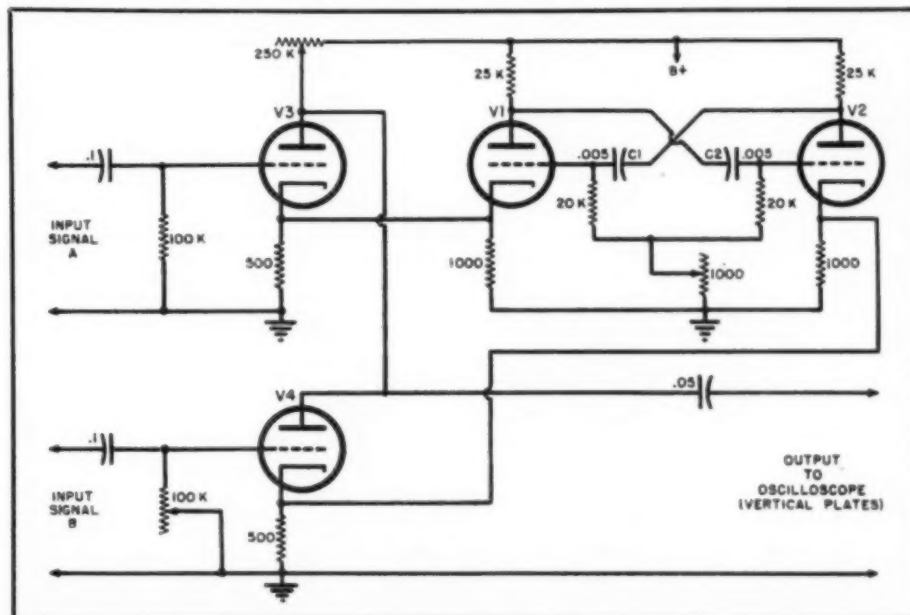 250 K
25 K
B+
25 K
V3
V1
V2
.1
.005
C1
C2
.005
20 K
20 K
INPUT
SIGNAL
A
100 K
500
1000
1000
1000
V4
.05
.1
INPUT
SIGNAL
B
100 K
500
OUTPUT
TO
OSCILLOSCOPE
(VERTICAL PLATES)